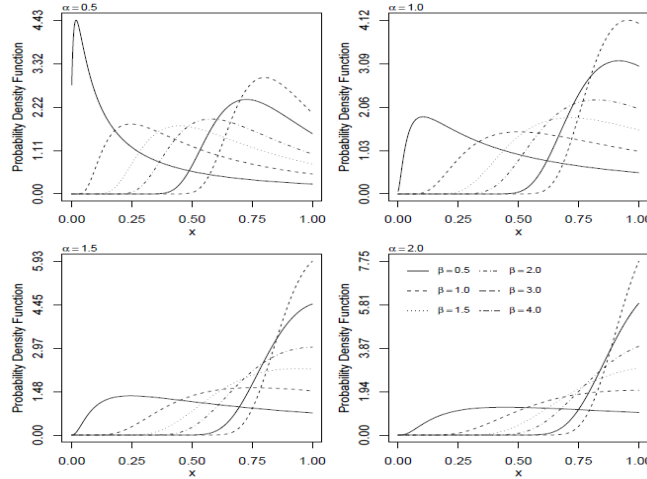 α = 0.5
Probability Density Function
4.43
3.32
2.22
1.11
0.00
0.00 0.25 0.50 0.75 1.00
x
α = 1.0
Probability Density Function
4.12
3.09
2.06
1.03
0.00
0.00 0.25 0.50 0.75 1.00
x
α = 1.5
Probability Density Function
5.93
4.45
2.97
1.48
0.00
0.00 0.25 0.50 0.75 1.00
x
α = 2.0
Probability Density Function
7.75
5.81
3.87
1.94
0.00
β = 0.5 β = 2.0
β = 1.0 β = 3.0
β = 1.5 β = 4.0
0.00 0.25 0.50 0.75 1.00
x